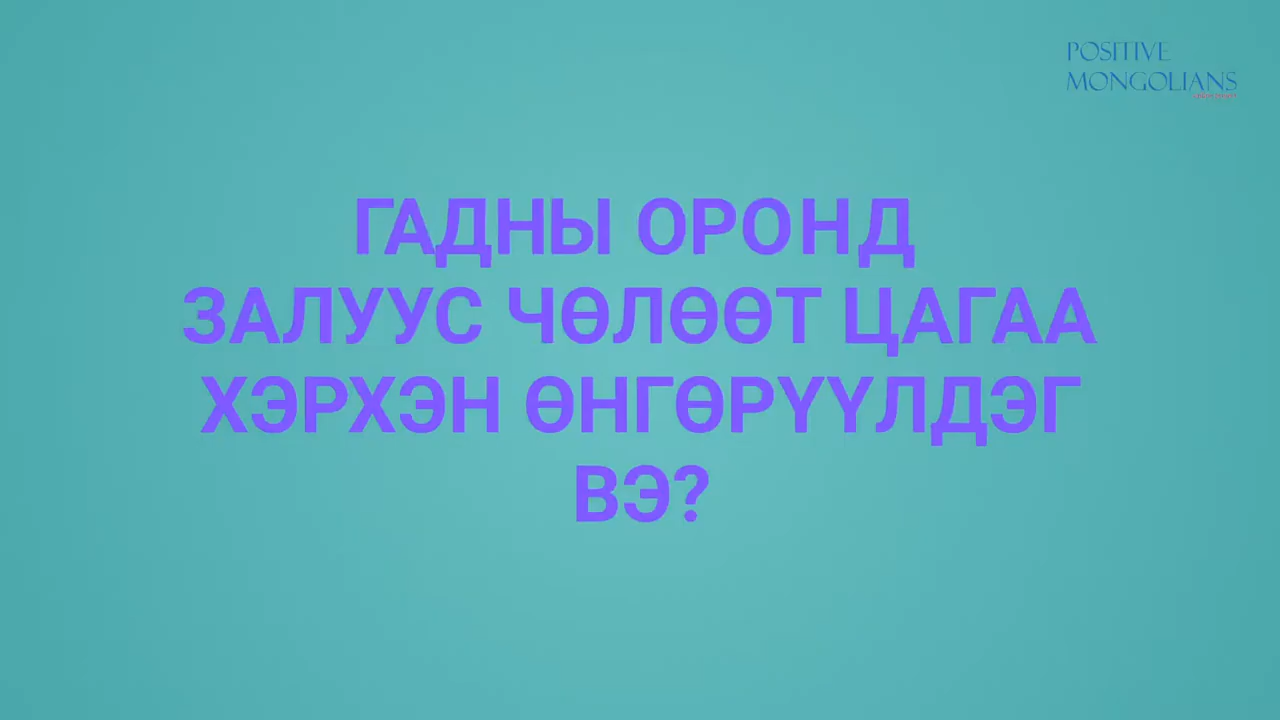 POSITIVE
MONGOLIANS
ГАДНЫ ОРОНД
ЗАЛУУС ЧӨЛӨӨТ ЦАГАА
ХЭРХЭН ӨНГӨРҮҮЛДЭГ
ВЭ?